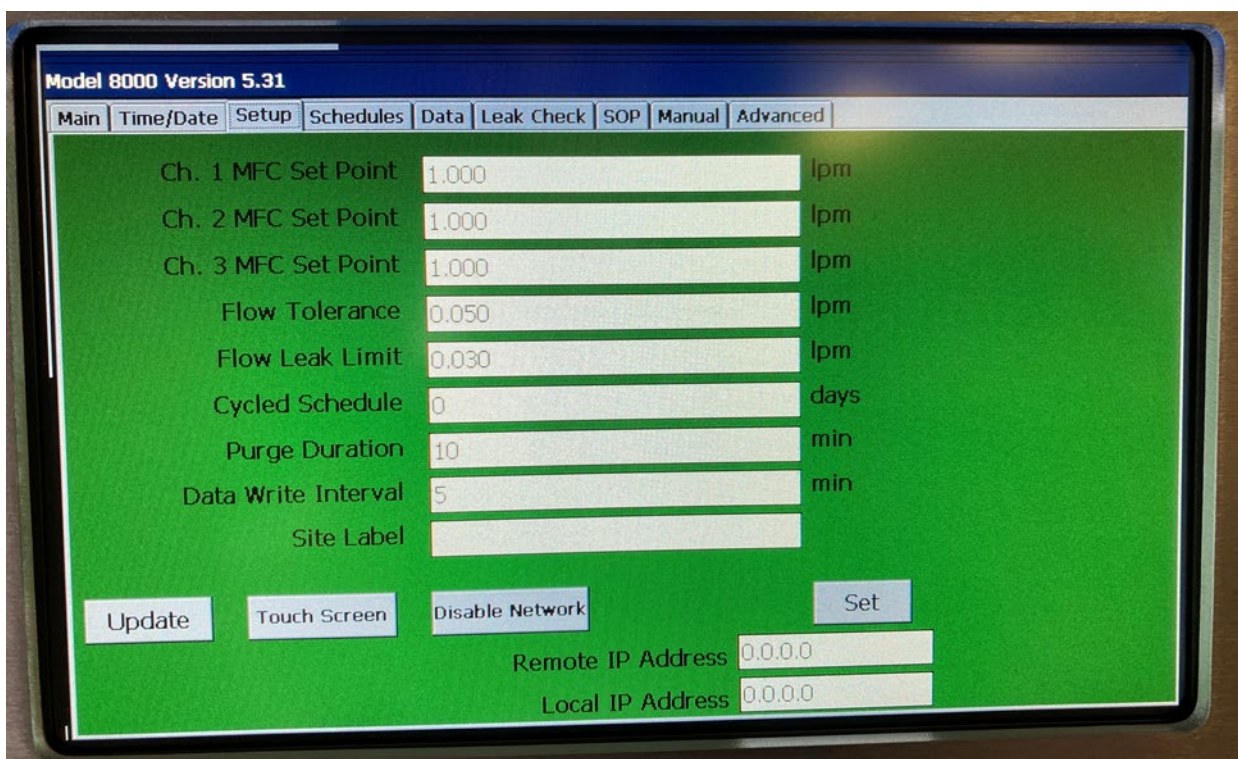 Model 8000 Version 5.31
Main Time/Date Setup Schedules Data Leak Check SOP Manual Advanced
Ch. 1 MFC Set Point 1.000 lpm
Ch. 2 MFC Set Point 1.000 lpm
Ch. 3 MFC Set Point 1.000 lpm
Flow Tolerance 0.050 lpm
Flow Leak Limit 0.030 lpm
Cycled Schedule 0 days
Purge Duration 10 min
Data Write Interval 5 min
Site Label
Update Touch Screen Disable Network Set
Remote IP Address 0.0.0.0
Local IP Address 0.0.0.0